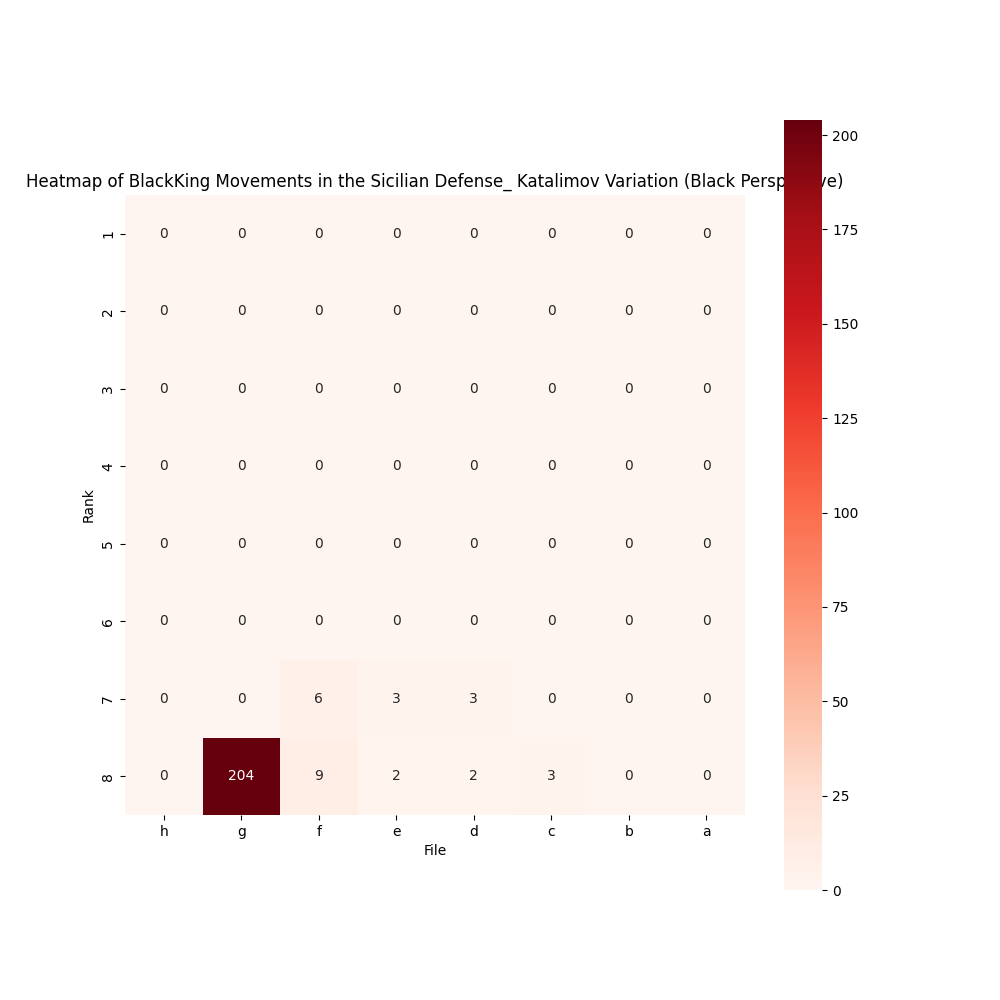 Heatmap of BlackKing Movements in the Sicilian Defense_ Katalimov Variation (Black Persp ve)
1 0 0 0 0 0 0 0 0
2 0 0 0 0 0 0 0 0
3 0 0 0 0 0 0 0 0
4 0 0 0 0 0 0 0 0
5 0 0 0 0 0 0 0 0
6 0 0 0 0 0 0 0 0
7 0 0 6 3 3 0 0 0
8 0 204 9 2 2 3 0 0
h g f e d c b a
File
Rank
200
175
150
125
100
75
50
25
0